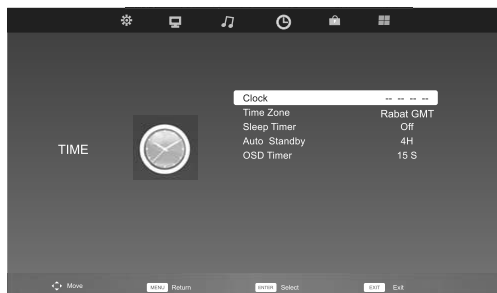 Clock -- -- -- --
Time Zone Rabat GMT
Sleep Timer Off
TIME
Auto Standby 4H
OSD Timer 15 S
Move MENU Return ENTER Select EXIT Exit